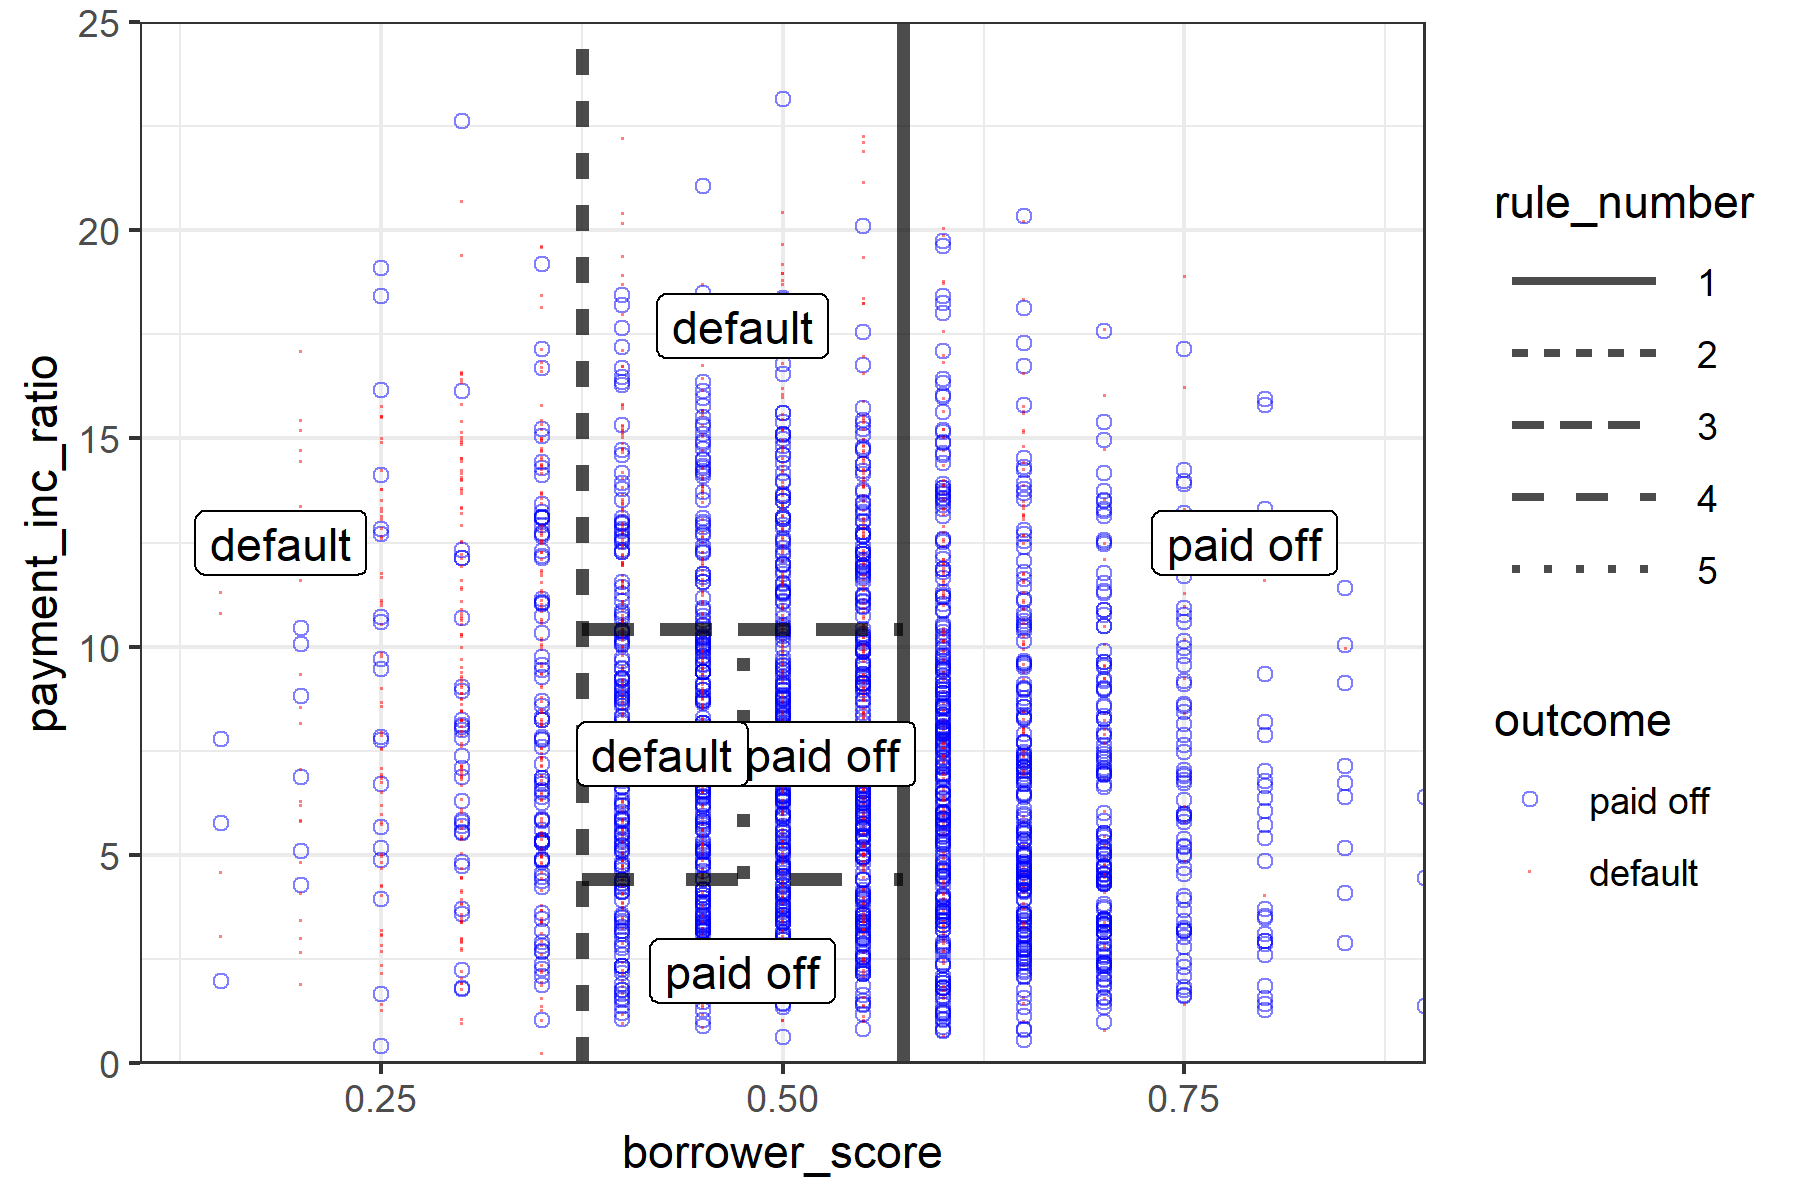 25
20
15
10
5
0
payment_inc_ratio
default
default
paid off
default
paid off
paid off
0.25
0.50
0.75
borrower_score
rule_number
1
2
3
4
5
outcome
paid off
default